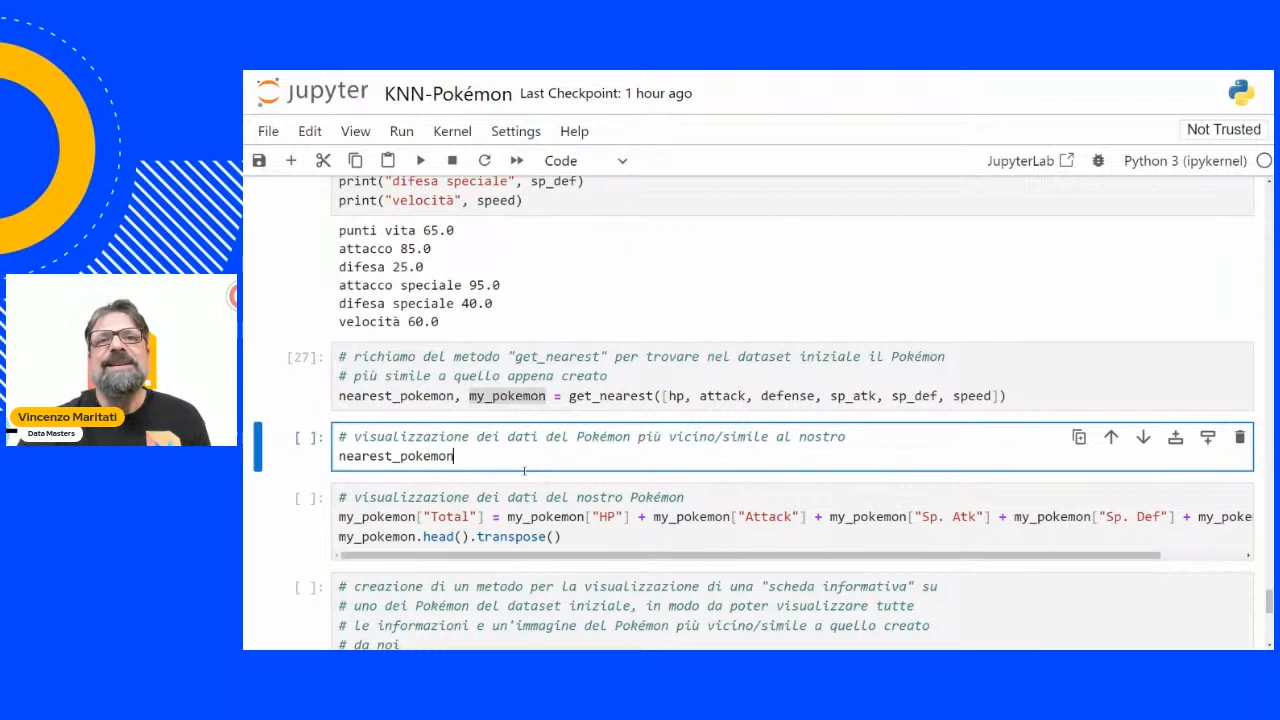 jupyter KNN-Pokémon Last Checkpoint: 1 hour ago
File Edit View Run Kernel Settings Help
Not Trusted
Code
JupyterLab
Python 3 (ipykernel)
print("difesa speciale", sp_def)
print("velocità", speed)
punti vita 65.0
attacco 85.0
difesa 25.0
attacco speciale 95.0
difesa speciale 40.0
velocità 60.0
[27]: # richiamo del metodo "get_nearest" per trovare nel dataset iniziale il Pokémon
# più simile a quello appena creato
nearest_pokemon, my_pokemon = get_nearest([hp, attack, defense, sp_atk, sp_def, speed])
[ ]: # visualizzazione dei dati del Pokémon più vicino/simile al nostro
nearest_pokemon
[ ]: # visualizzazione dei dati del nostro Pokémon
my_pokemon["Total"] = my_pokemon["HP"] + my_pokemon["Attack"] + my_pokemon["Sp. Atk"] + my_pokemon["Sp. Def"] + my_poke
my_pokemon.head().transpose()
[ ]: # creazione di un metodo per la visualizzazione di una "scheda informativa" su
# uno dei Pokémon del dataset iniziale, in modo da poter visualizzare tutte
# le informazioni e un'immagine del Pokémon più vicino/simile a quello creato
# da noi
Vincenzo Maritati
Data Masters